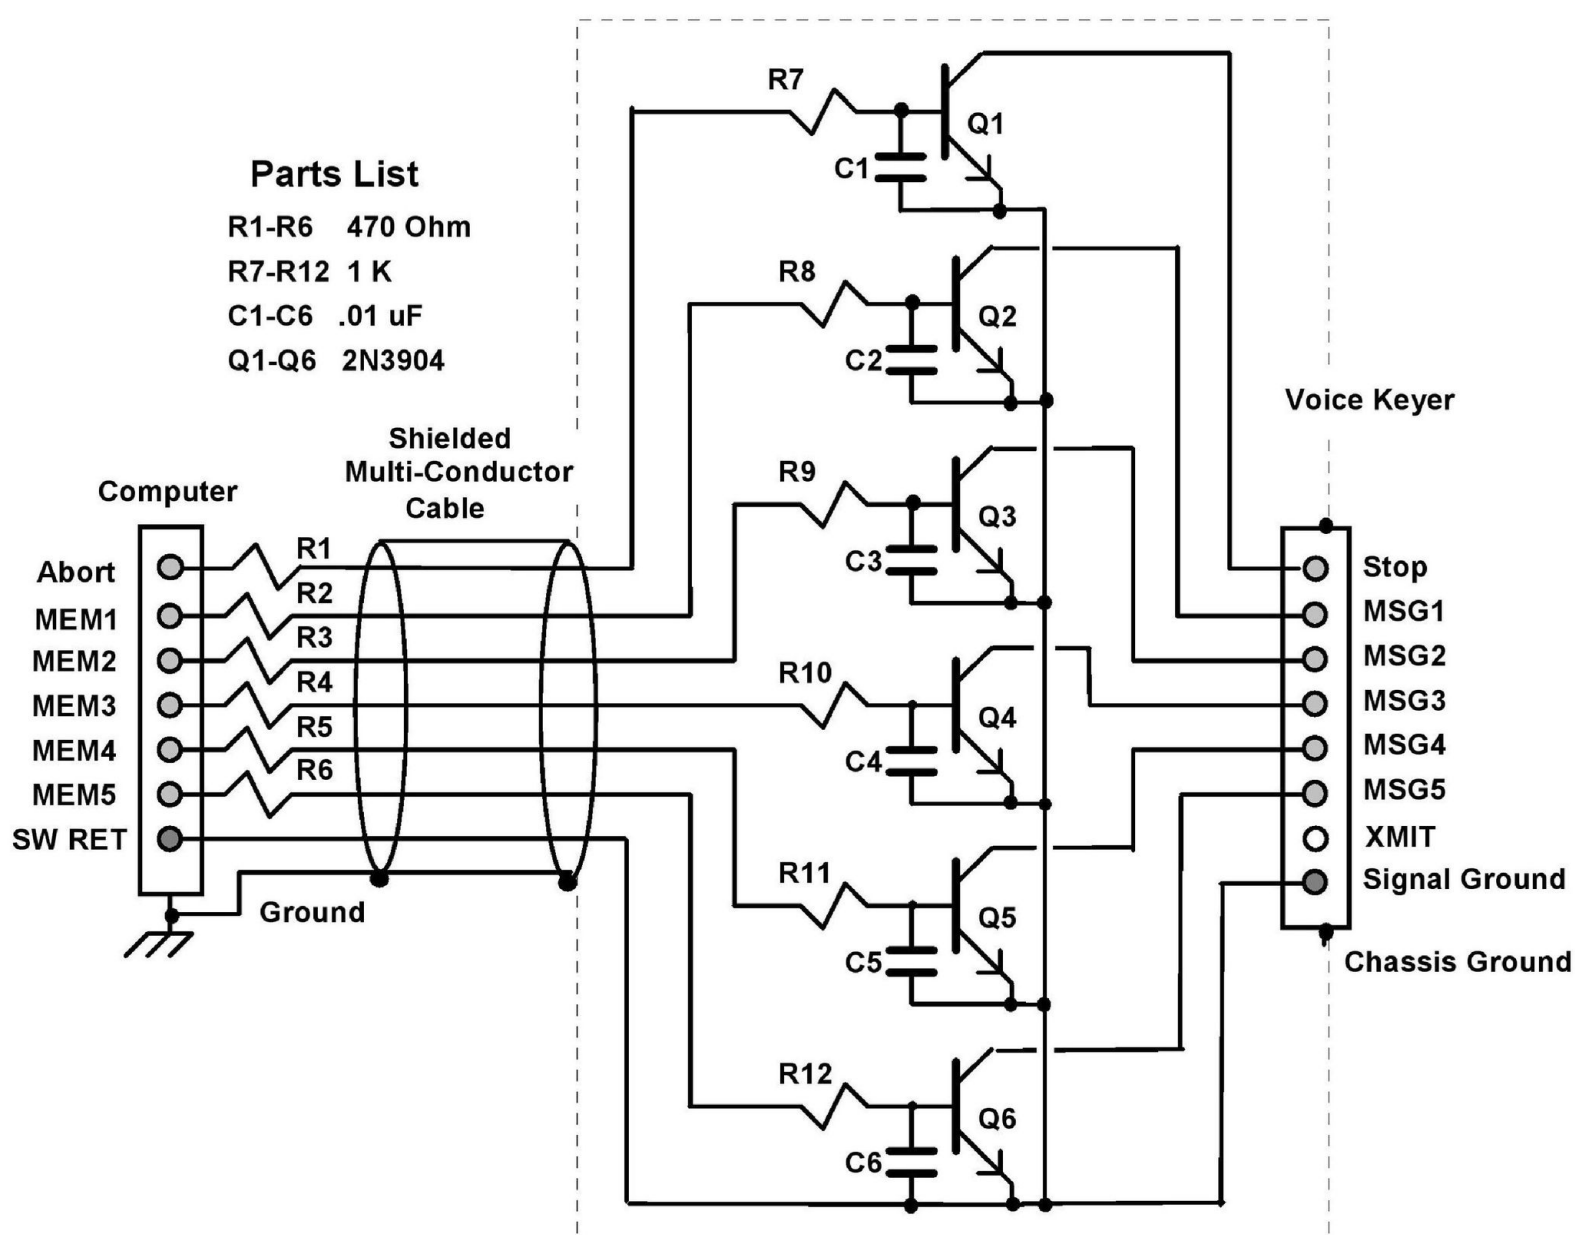 R7
Q1
C1
Parts List
R1-R6 470 Ohm
R7-R12 1 K
C1-C6 .01 uF
Q1-Q6 2N3904
R8
Q2
C2
Voice Keyer
Shielded
Multi-Conductor
Cable
Computer
R9
Q3
C3
Abort
MEM1
MEM2
MEM3
MEM4
MEM5
SW RET
R1
R2
R3
R4
R5
R6
Ground
R10
Q4
C4
Stop
MSG1
MSG2
MSG3
MSG4
MSG5
XMIT
Signal Ground
Chassis Ground
R11
Q5
C5
R12
Q6
C6